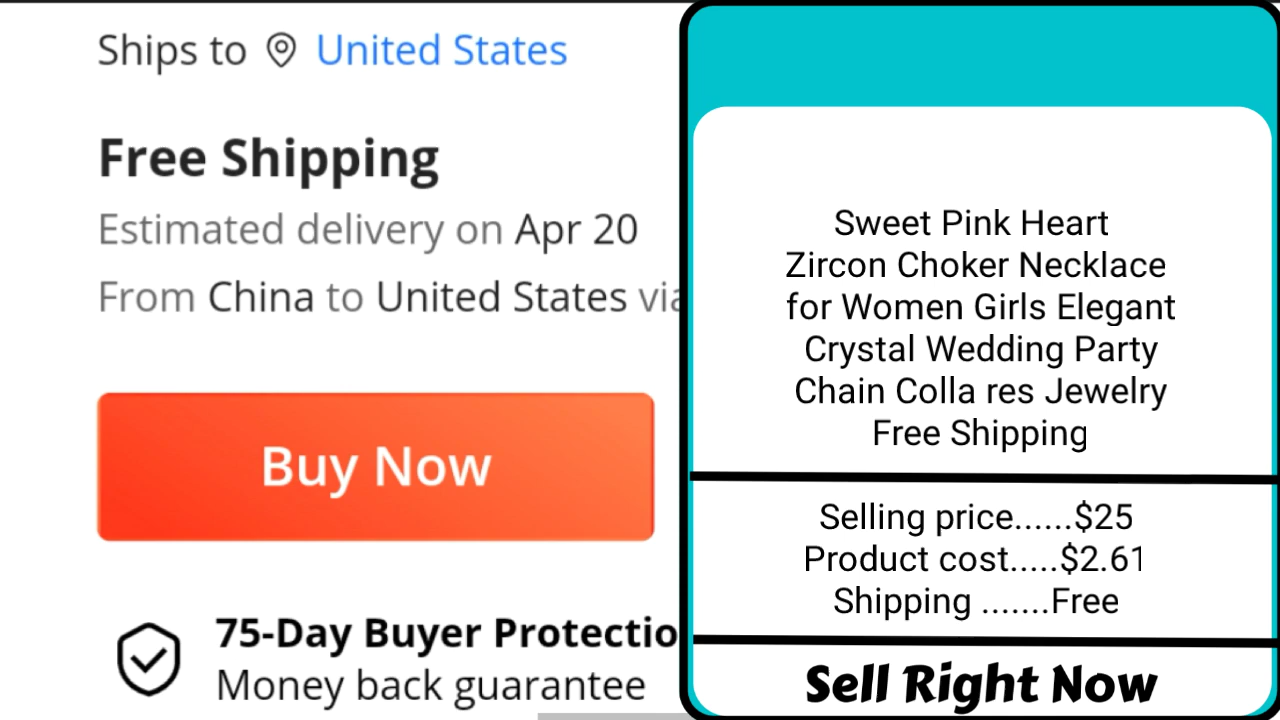 Ships to United States
Free Shipping
Estimated delivery on Apr 20
From China to United States via
Buy Now
75-Day Buyer Protectio
Money back guarantee
Sweet Pink Heart
Zircon Choker Necklace
for Women Girls Elegant
Crystal Wedding Party
Chain Colla res Jewelry
Free Shipping
Selling price......$25
Product cost.....$2.61
Shipping .......Free
Sell Right Now